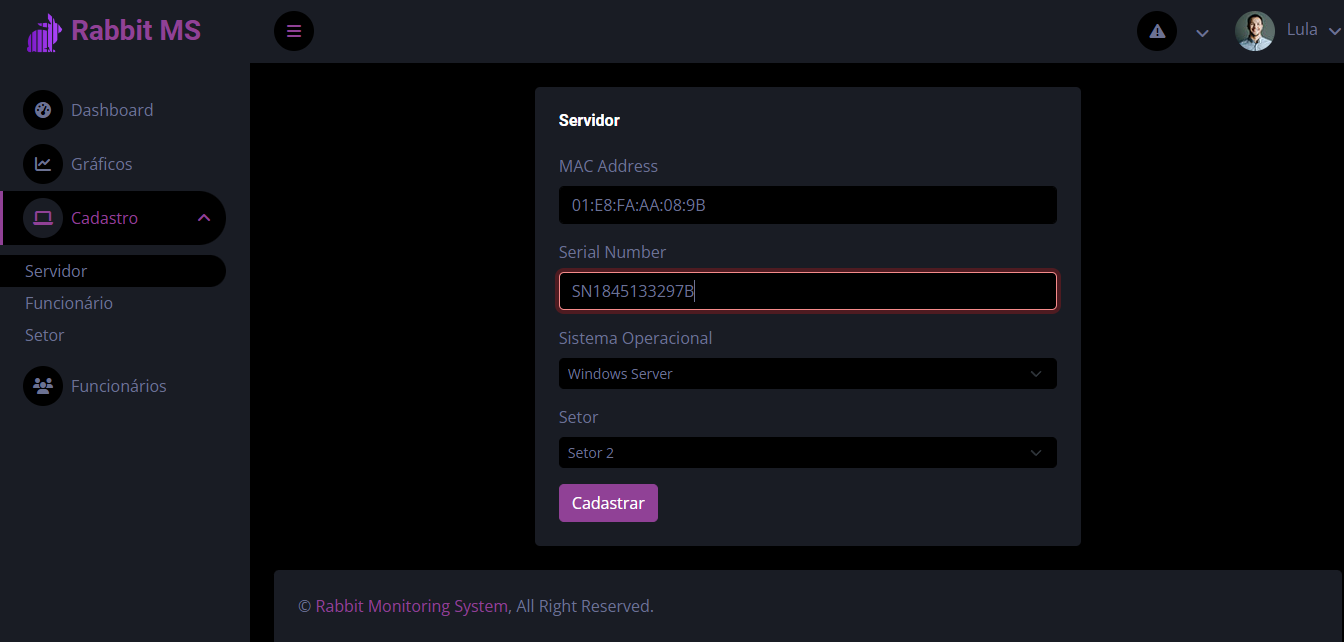 Rabbit MS
Lula
Dashboard
Gráficos
Cadastro
Servidor
Funcionário
Setor
Funcionários
Servidor
MAC Address
01:E8:FA:AA:08:9B
Serial Number
SN1845133297B
Sistema Operacional
Windows Server
Setor
Setor 2
Cadastrar
© Rabbit Monitoring System, All Right Reserved.